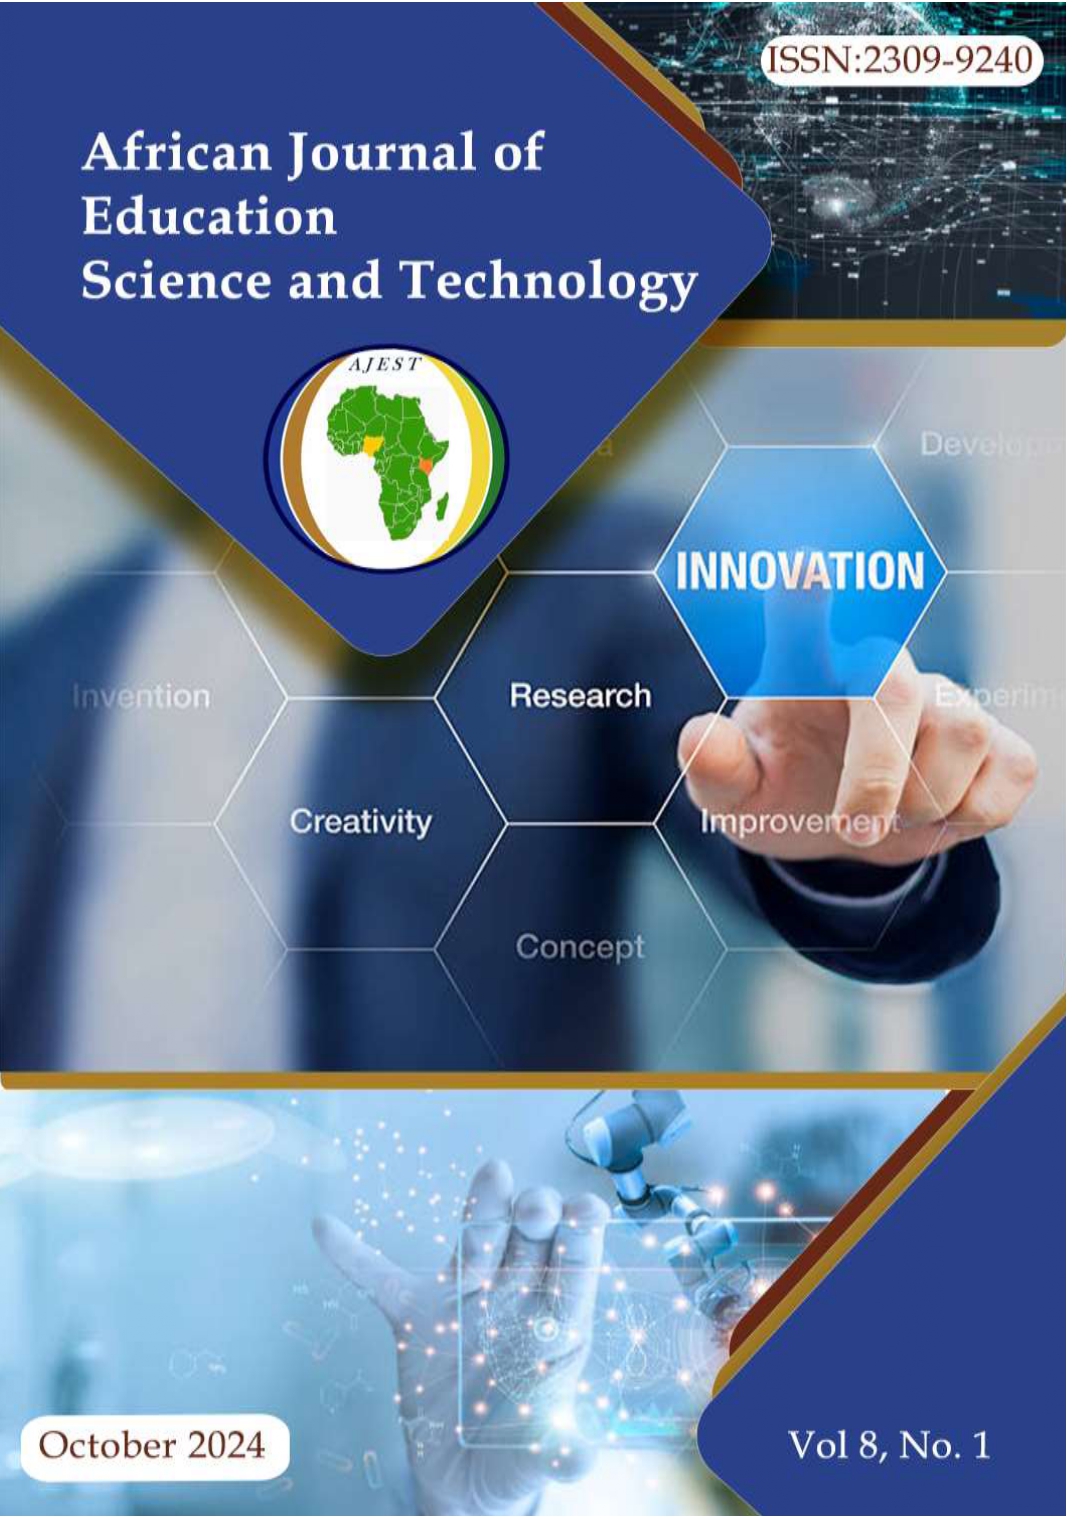 ISSN:2309-9240
African Journal of
Education
Science and Technology
AJEST
INNOVATION
Invention
Research
Creativity
Improvement
Concept
October 2024
Vol 8, No. 1